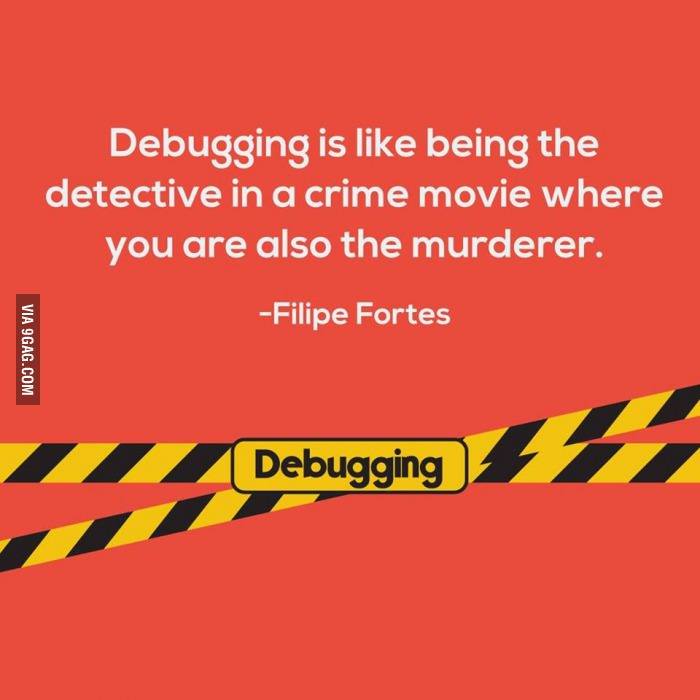 Debugging is like being the
detective in a crime movie where
you are also the murderer.
-Filipe Fortes
VIA 9GAG.COM
Debugging